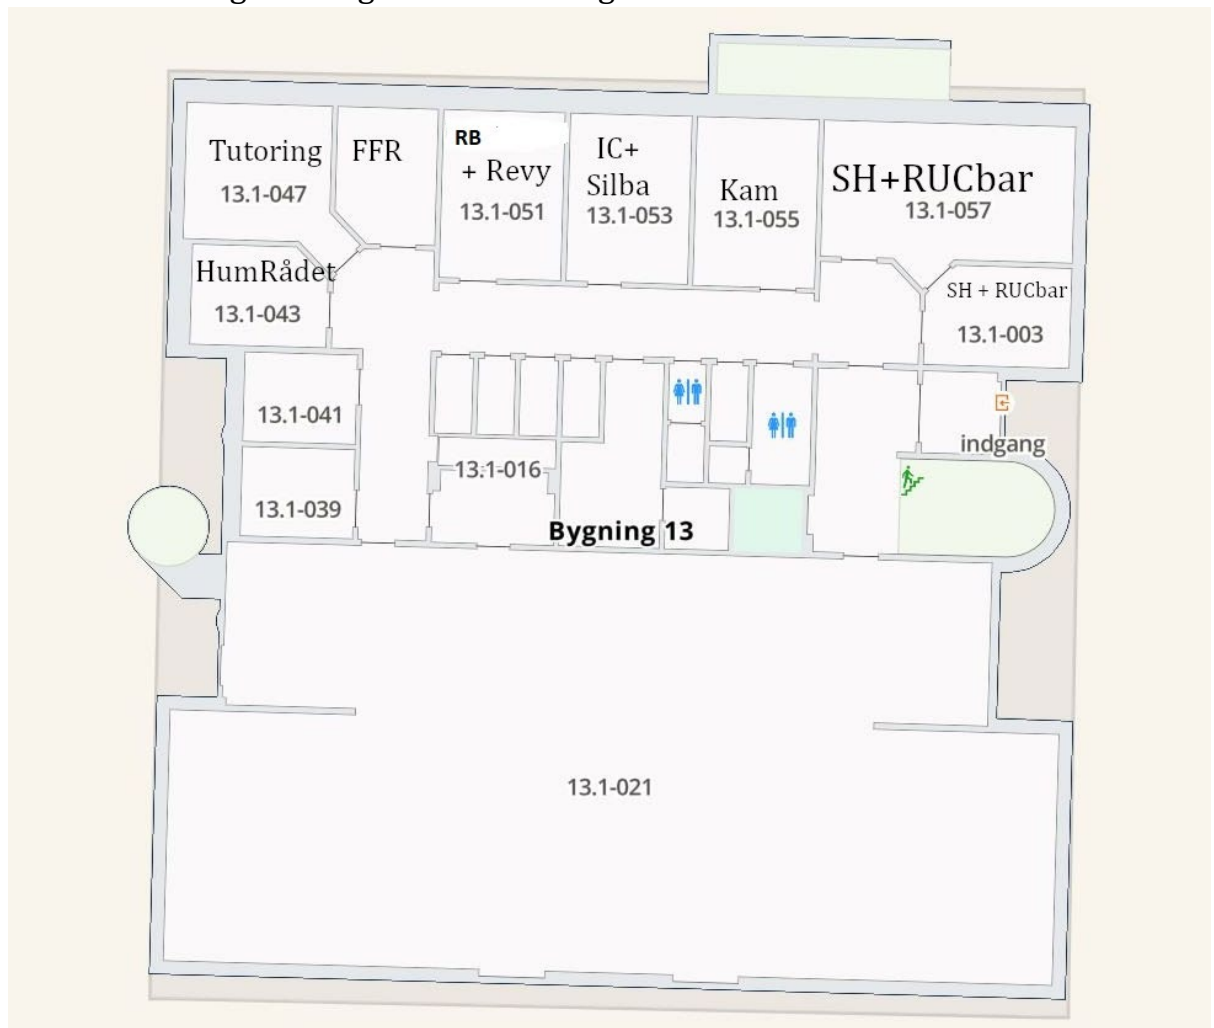 Tutoring
13.1-047
FFR
RB
+ Revy
13.1-051
IC+
Silba
13.1-053
Kam
13.1-055
SH+RUCbar
13.1-057
HumRådet
13.1-043
SH + RUCbar
13.1-003
13.1-041
indgang
13.1-016
13.1-039
Bygning 13
13.1-021